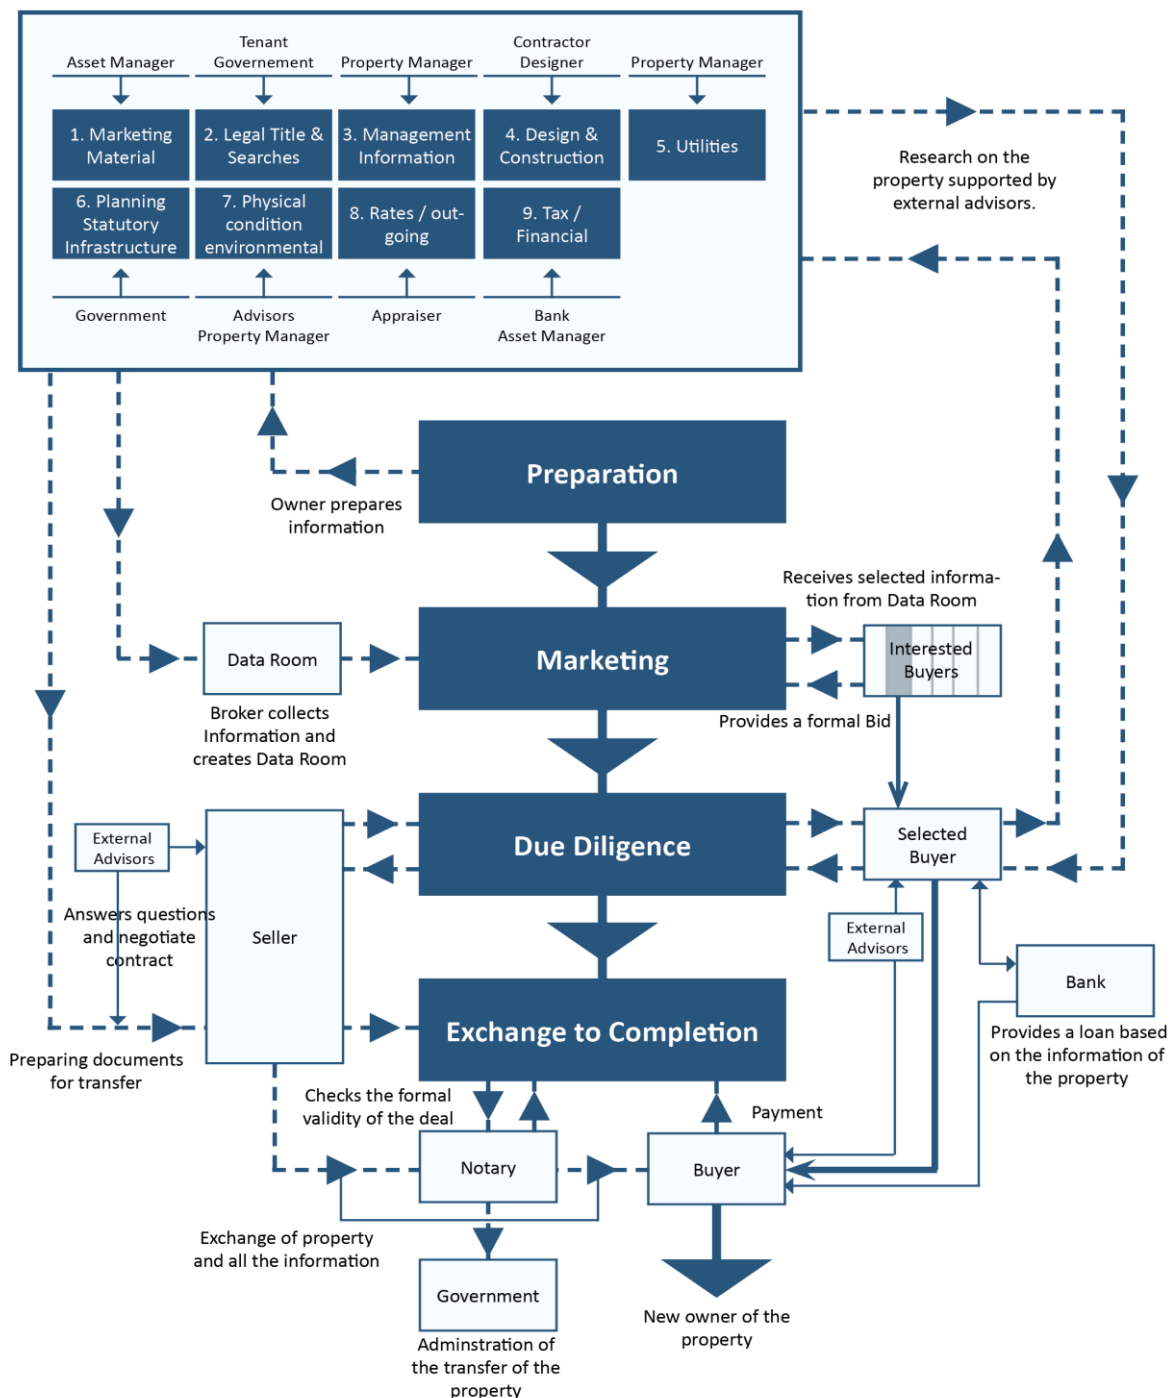 Asset Manager
Tenant
Governement
Property Manager
Contractor
Designer
Property Manager
1. Marketing
Material
2. Legal Title &
Searches
3. Management
Information
4. Design &
Construction
5. Utilities
6. Planning
Statutory
Infrastructure
7. Physical
condition
environmental
8. Rates / out-
going
9. Tax /
Financial
Government
Advisors
Property Manager
Appraiser
Bank
Asset Manager
Research on the
property supported by
external advisors.
Preparation
Owner prepares
information
Receives selected informa-
tion from Data Room
Data Room
Marketing
Interested
Buyers
Broker collects
Information and
creates Data Room
Provides a formal Bid
External
Advisors
Due Diligence
Selected
Buyer
Answers questions
and negotiate
contract
Seller
External
Advisors
Bank
Exchange to Completion
Provides a loan based
on the information of
the property
Preparing documents
for transfer
Checks the formal
validity of the deal
Payment
Notary
Buyer
Exchange of property
and all the information
Government
New owner of the
property
Adminstration of
the transfer of the
property